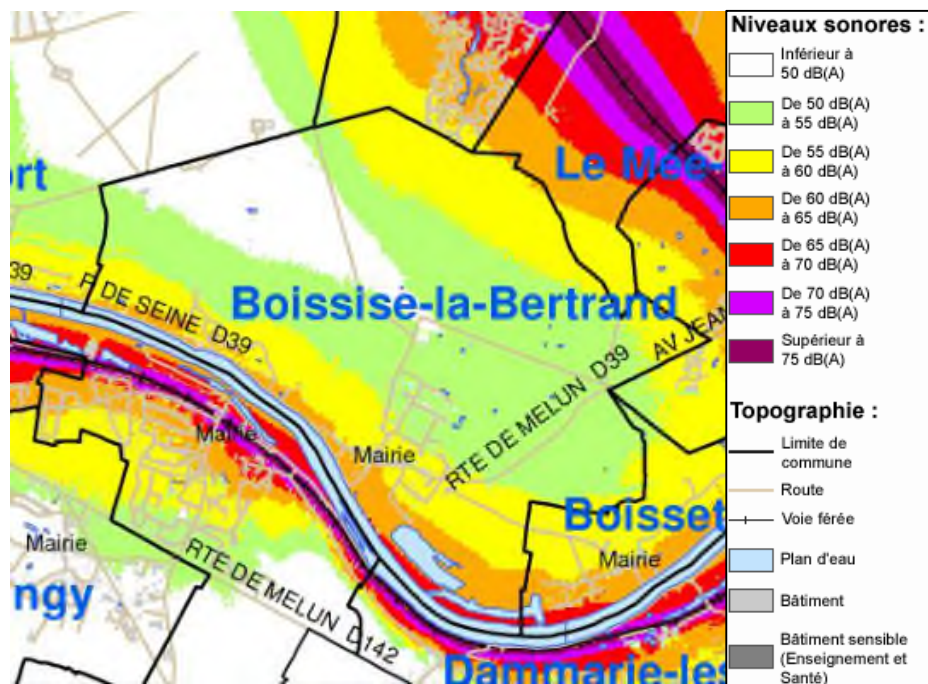 Le Mée-
ort
39
R DE SEINE D39
Boissise-la-Bertrand
AV JEAN
RTE DE MELUN D39
Mairie
Mairie
Boisset
Mairie
Mairie
RTE DE MELUN D142
ngy
Dammarie-les
Niveaux sonores :
Inférieur à
50 dB(A)
De 50 dB(A)
à 55 dB(A)
De 55 dB(A)
à 60 dB(A)
De 60 dB(A)
à 65 dB(A)
De 65 dB(A)
à 70 dB(A)
De 70 dB(A)
à 75 dB(A)
Supérieur à
75 dB(A)
Topographie :
Limite de
commune
Route
Voie férée
Plan d'eau
Bâtiment
Bâtiment sensible
(Enseignement et
Santé)